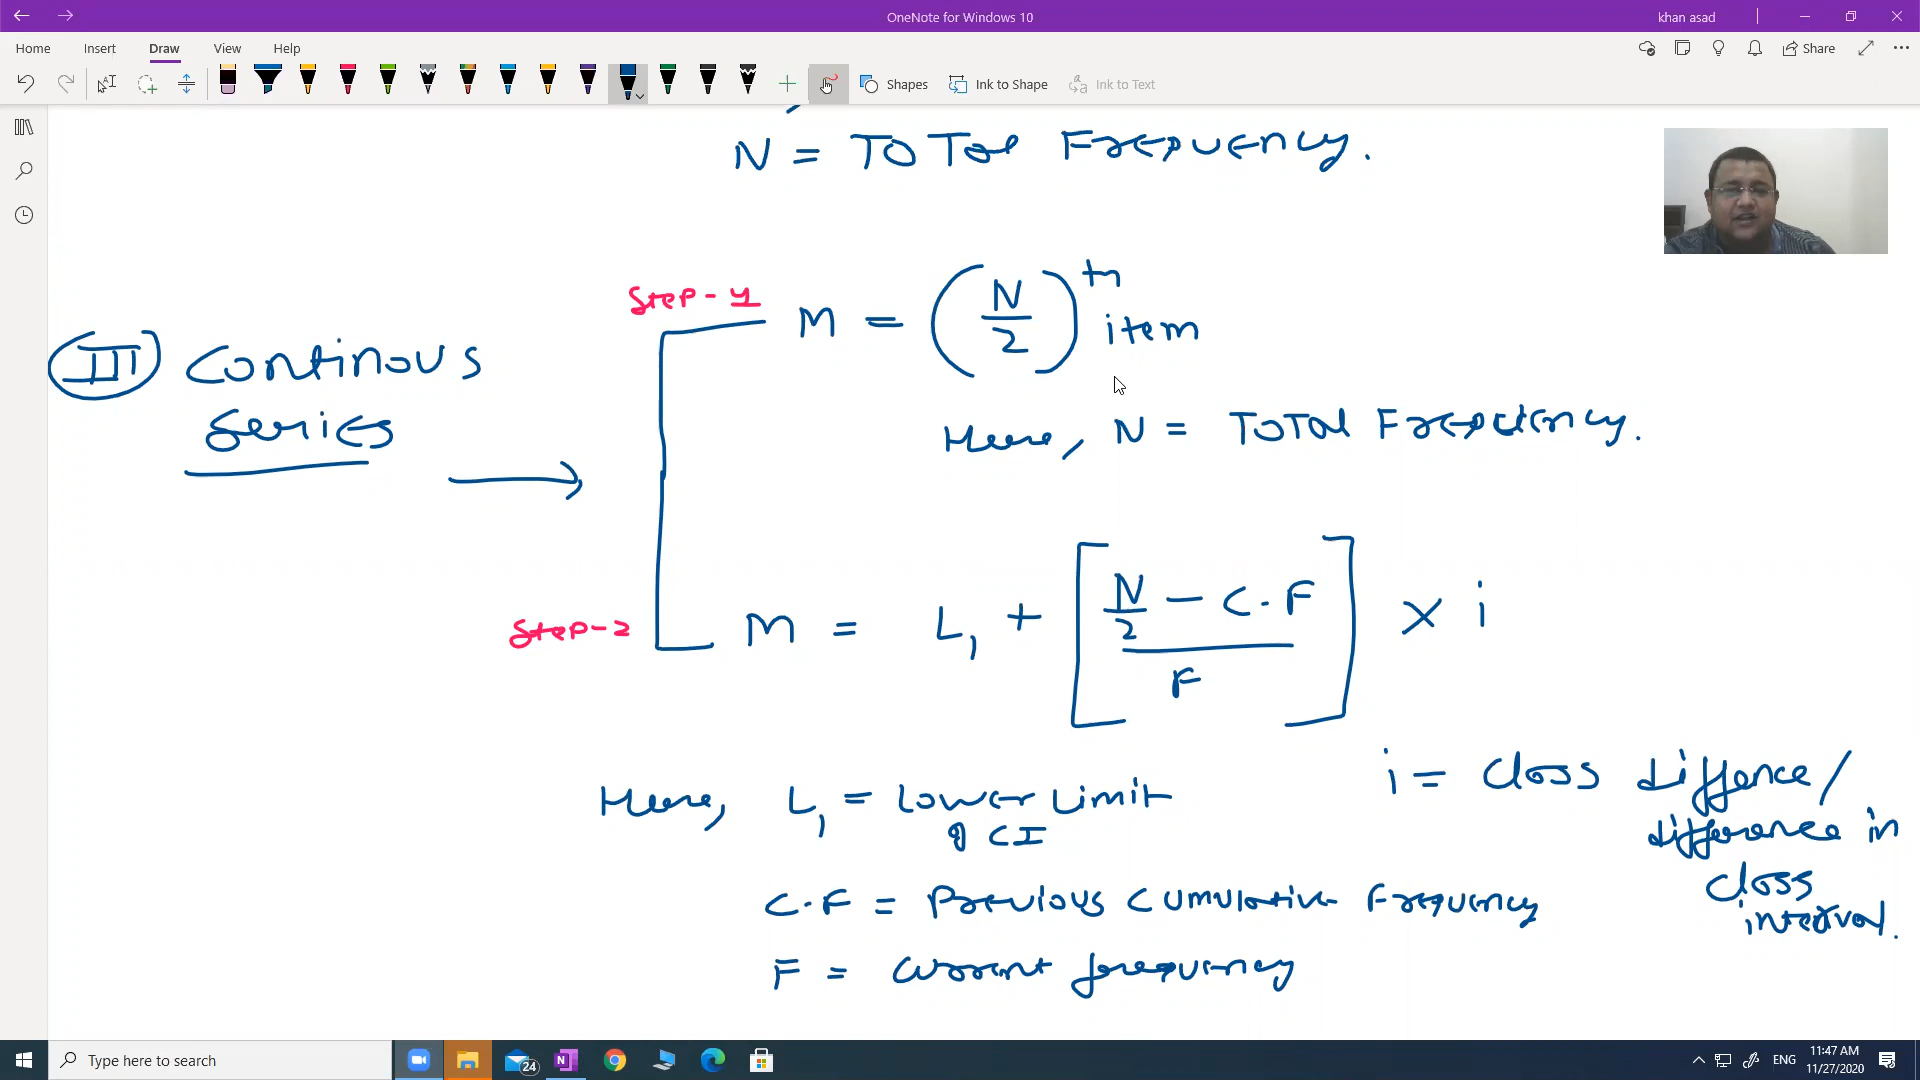 OneNote for Windows 10
khan asad
Home Insert Draw View Help
Share
Shapes Ink to Shape Ink to Text
N = TOTal Frequency.
Step-1
M = (N/2)th item
III Continous
Series
Here, N = TOTal Frequency.
Step-2
M = L1 + [N/2 - C.F / F] × i
Here, L1 = Lower Limit
of CI
i = Class diffence/
difference in
class
interval.
C.F = Previous Cumulative Frequency
F = Current frequency
Type here to search
24
ENG
11:47 AM
11/27/2020